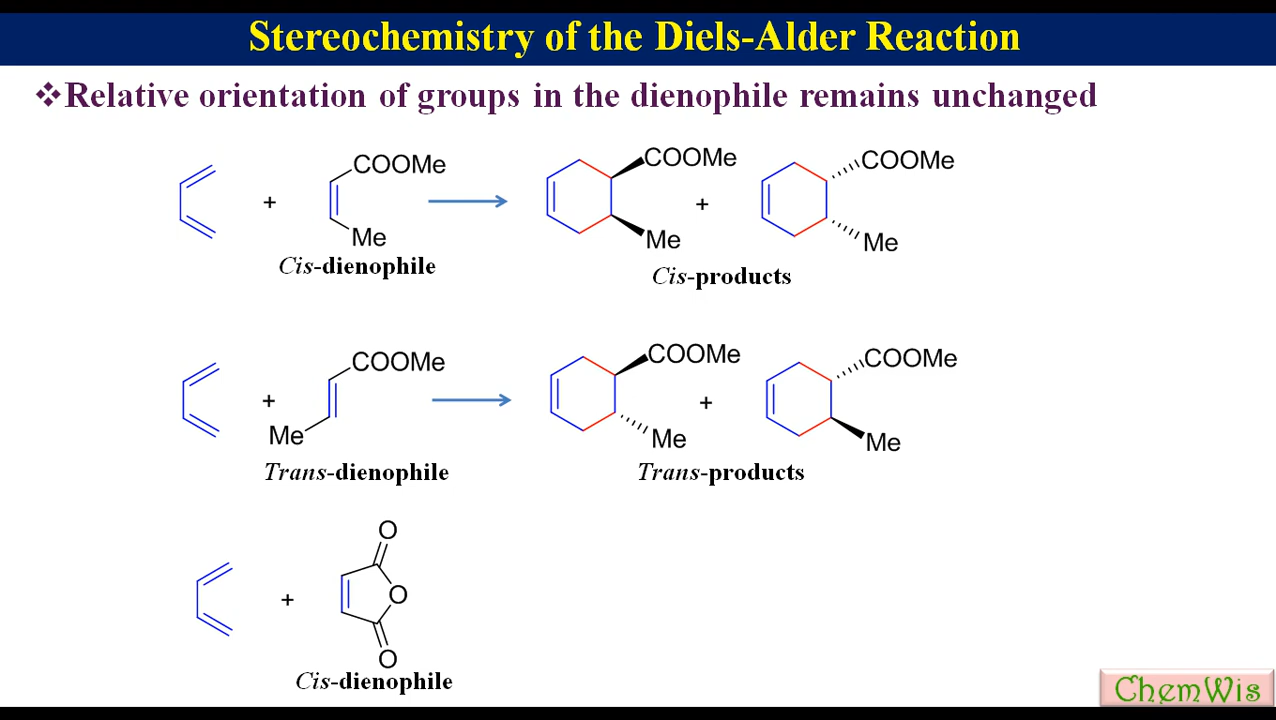 Stereochemistry of the Diels-Alder Reaction
❖Relative orientation of groups in the dienophile remains unchanged
COOMe
+
Me
Cis-dienophile
COOMe
Me
+
COOMe
Me
Cis-products
COOMe
+
Me
Trans-dienophile
COOMe
Me
+
COOMe
Me
Trans-products
+
O
O
O
Cis-dienophile
ChemWis